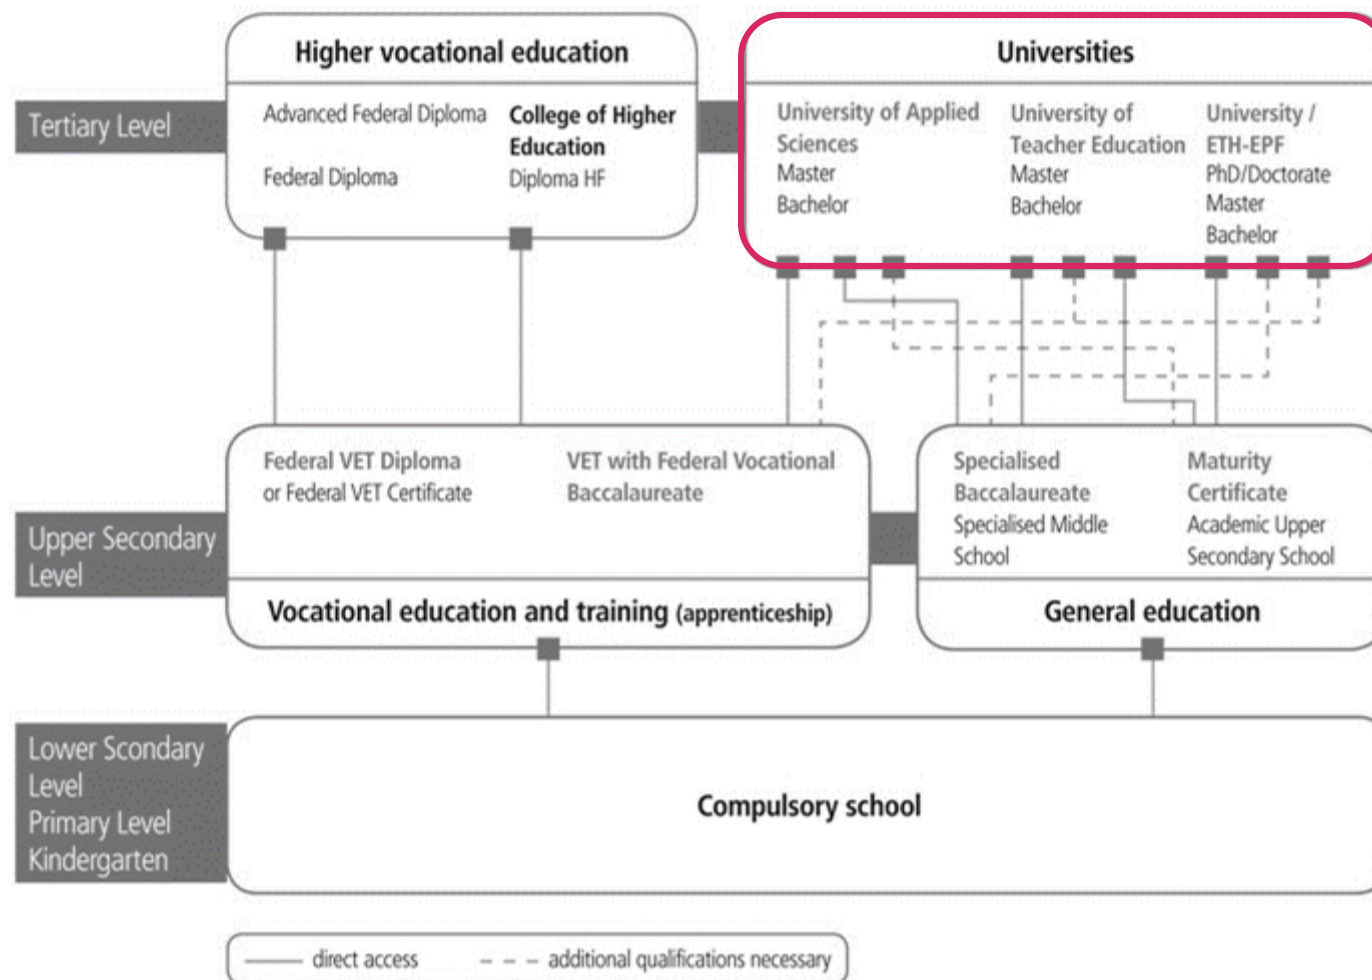 Higher vocational education
Advanced Federal Diploma
Federal Diploma
College of Higher
Education
Diploma HF
Universities
University of Applied
Sciences
Master
Bachelor
University of
Teacher Education
Master
Bachelor
University /
ETH-EPF
PhD/Doctorate
Master
Bachelor
Tertiary Level
Federal VET Diploma
or Federal VET Certificate
VET with Federal Vocational
Baccalaureate
Vocational education and training (apprenticeship)
Specialised
Baccalaureate
Specialised Middle
School
Maturity
Certificate
Academic Upper
Secondary School
General education
Upper Secondary
Level
Lower Scondary
Level
Primary Level
Kindergarten
Compulsory school
direct access
additional qualifications necessary